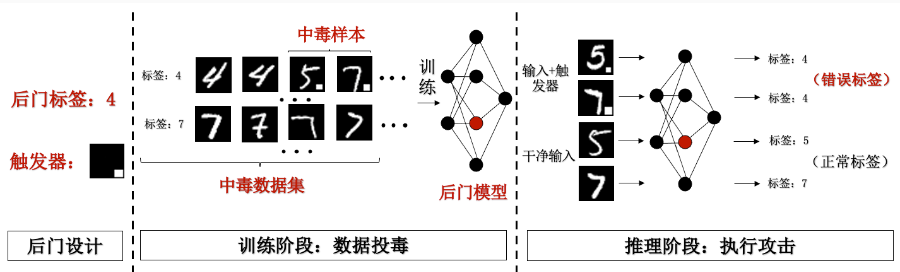 后门标签：4
触发器：
后门设计
中毒样本
标签：4
标签：7
中毒数据集
训
练
后门模型
训练阶段：数据投毒
输入+触
发器
干净输入
标签：4
（错误标签）
标签：4
标签：5
（正常标签）
标签：7
推理阶段：执行攻击